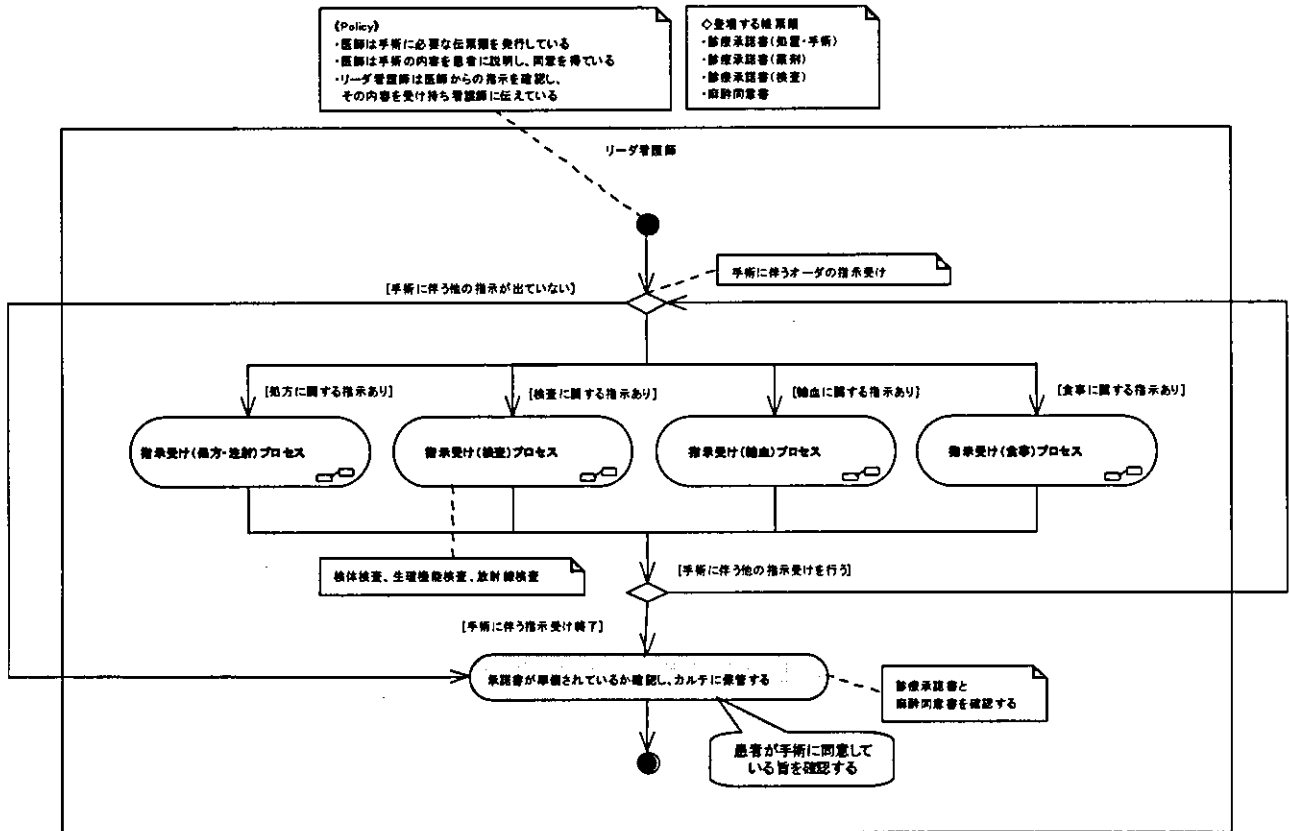 《Policy》
・医師は手術に必要な伝票類を発行している
・医師は手術の内容を患者に説明し、同意を得ている
・リーダ看護師は医師からの指示を確認し、
その内容を受け持ち看護師に伝えている
◇登場する帳票類
・診療承諾書(処置・手術)
・診療承諾書(薬剤)
・診療承諾書(検査)
・麻酔同意書
リーダ看護師
手術に伴うオーダの指示受け
[手術に伴う他の指示が出ていない]
[処方に関する指示あり]
[検査に関する指示あり]
[輸血に関する指示あり}
[食事に関する指示あり]
指示受け(処方・注射)プロセス
指示受け(検査)プロセス
指示受け(輸血)プロセス
指示受け(食事)プロセス
検体検査、生理機能検査、放射線検査
[手術に伴う他の指示受けを行う]
[手術に伴う指示受け終了]
承諾書が準備されているか確認し、カルテに保管する
診療承諾書と
麻酔同意書を確認する
患者が手術に同意して
いる旨を確認する